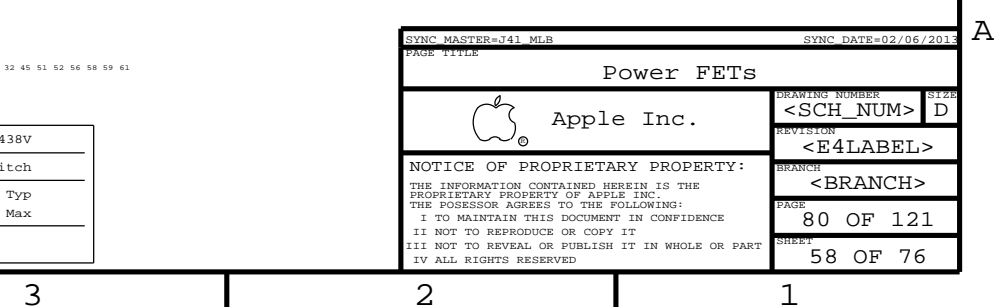 SYNC_MASTER=J41_MLB
SYNC_DATE=02/06/2013
A
PAGE TITLE
Power FETs
32 45 51 52 56 58 59 61
Apple Inc.
®
DRAWING NUMBER
<SCH_NUM>
SIZE
D
REVISION
<E4LABEL>
BRANCH
<BRANCH>
PAGE
80 OF 121
SHEET
58 OF 76
NOTICE OF PROPRIETARY PROPERTY:
THE INFORMATION CONTAINED HEREIN IS THE
PROPRIETARY PROPERTY OF APPLE INC.
THE POSESSOR AGREES TO THE FOLLOWING:
I TO MAINTAIN THIS DOCUMENT IN CONFIDENCE
II NOT TO REPRODUCE OR COPY IT
III NOT TO REVEAL OR PUBLISH IT IN WHOLE OR PART
IV ALL RIGHTS RESERVED
438V
itch
Typ
Max
3
2
1